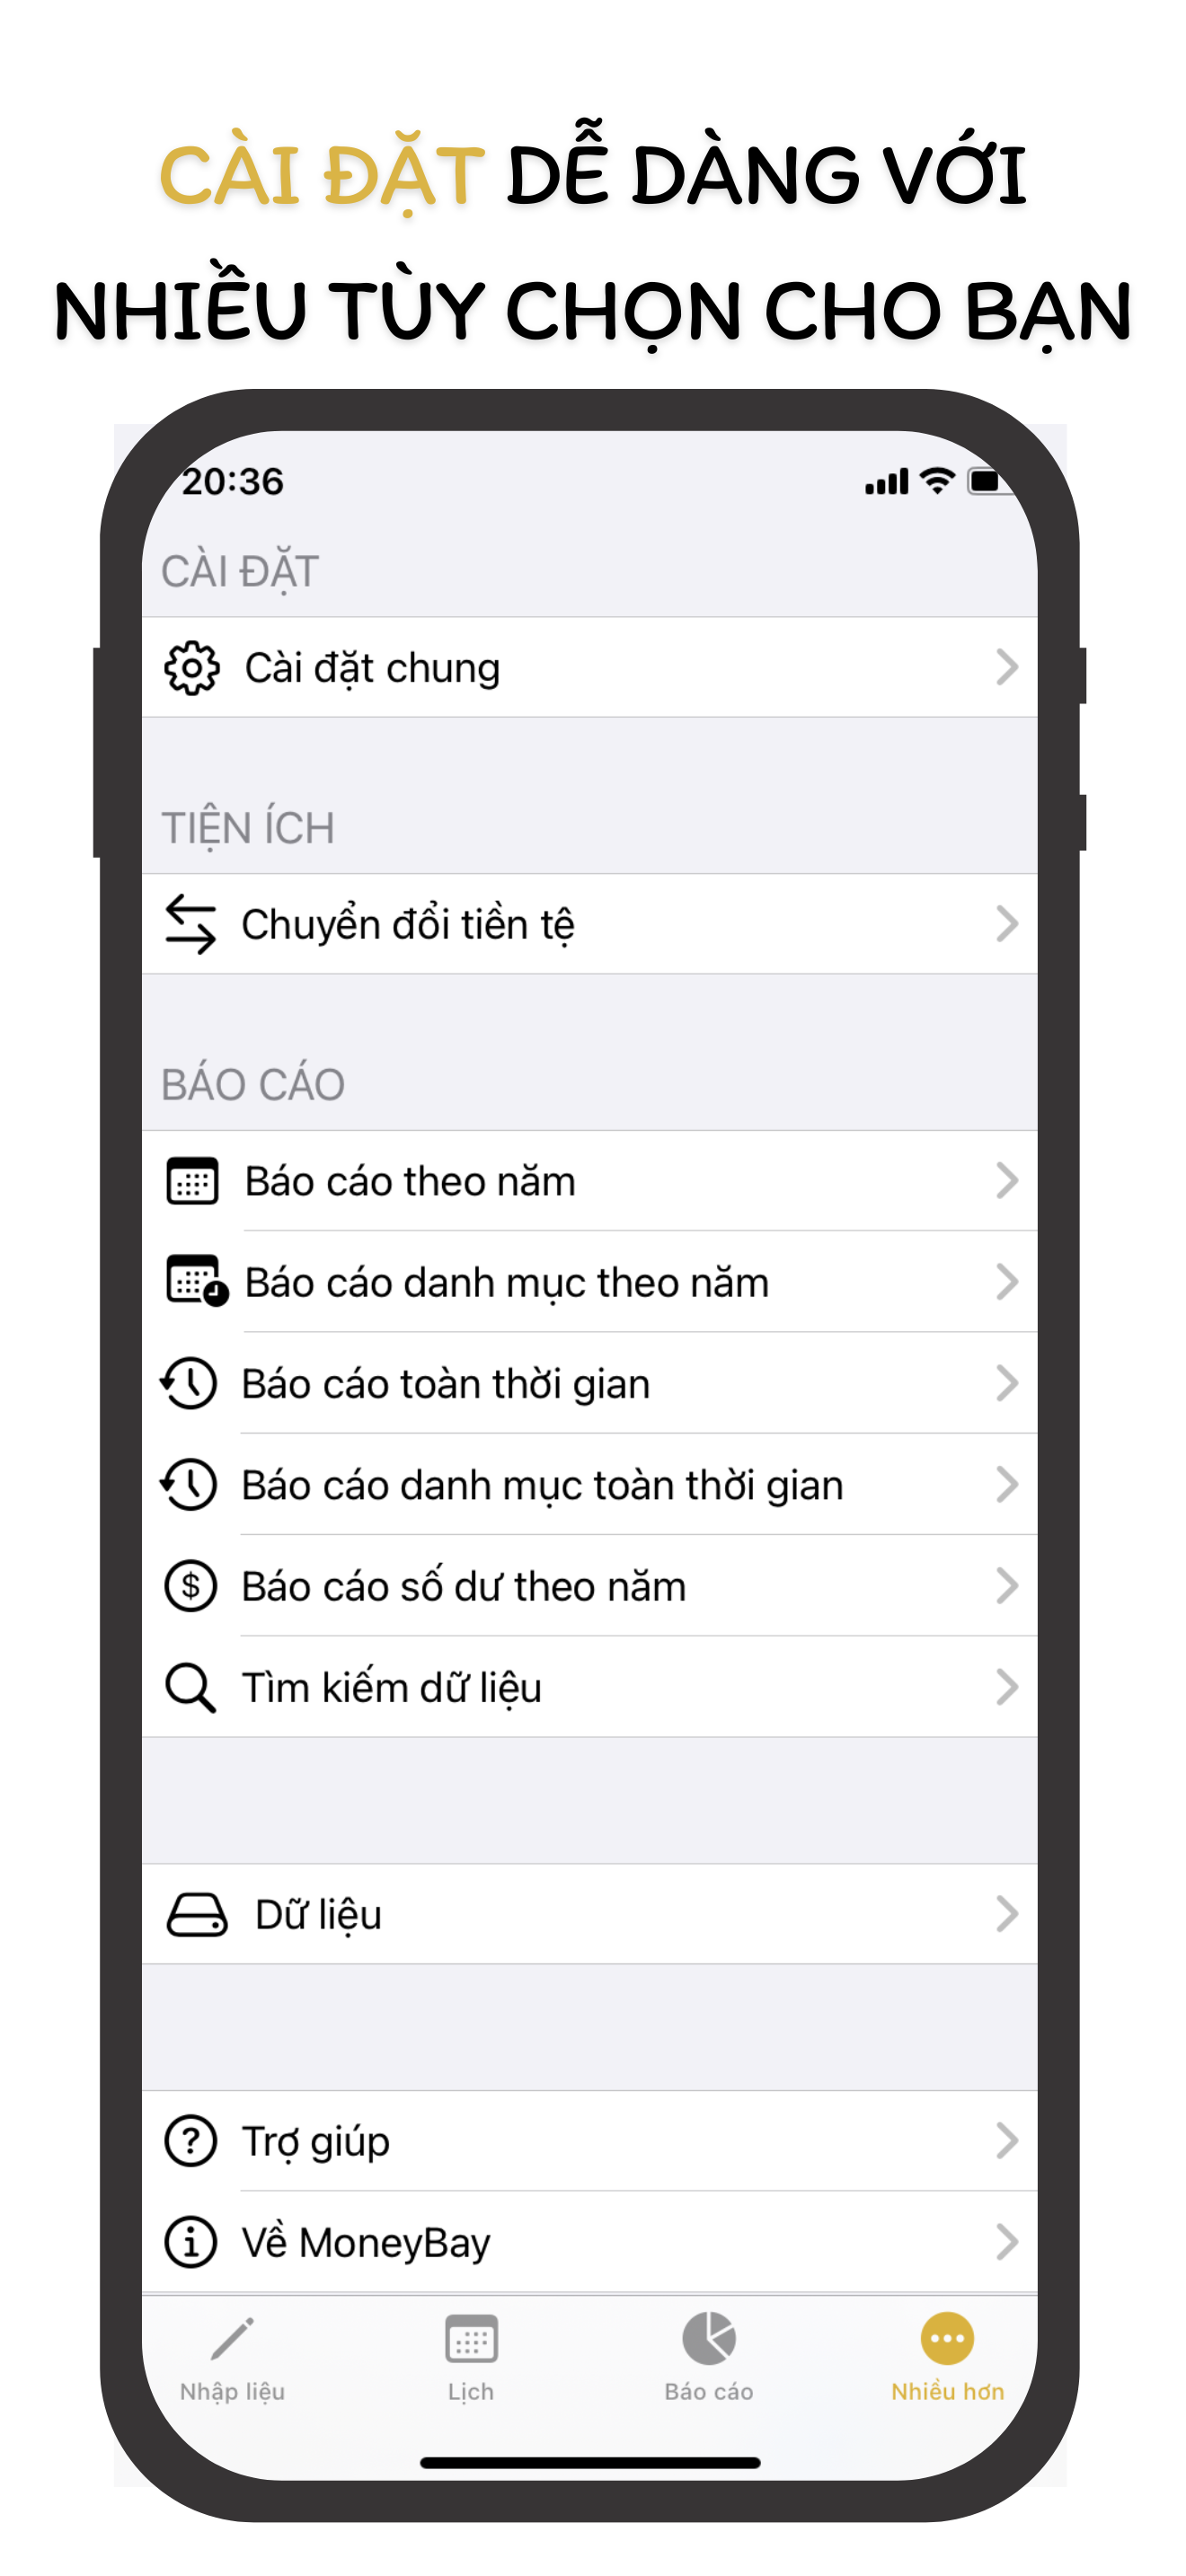 CÀI ĐẶT DỄ DÀNG VỚI
NHIỀU TÙY CHỌN CHO BẠN
20:36
CÀI ĐẶT
Cài đặt chung
TIỆN ÍCH
Chuyển đổi tiền tệ
BÁO CÁO
Báo cáo theo năm
Báo cáo danh mục theo năm
Báo cáo toàn thời gian
Báo cáo danh mục toàn thời gian
Báo cáo số dư theo năm
Tìm kiếm dữ liệu
Dữ liệu
Trợ giúp
Về MoneyBay
Nhập liệu
Lịch
Báo cáo
Nhiều hơn